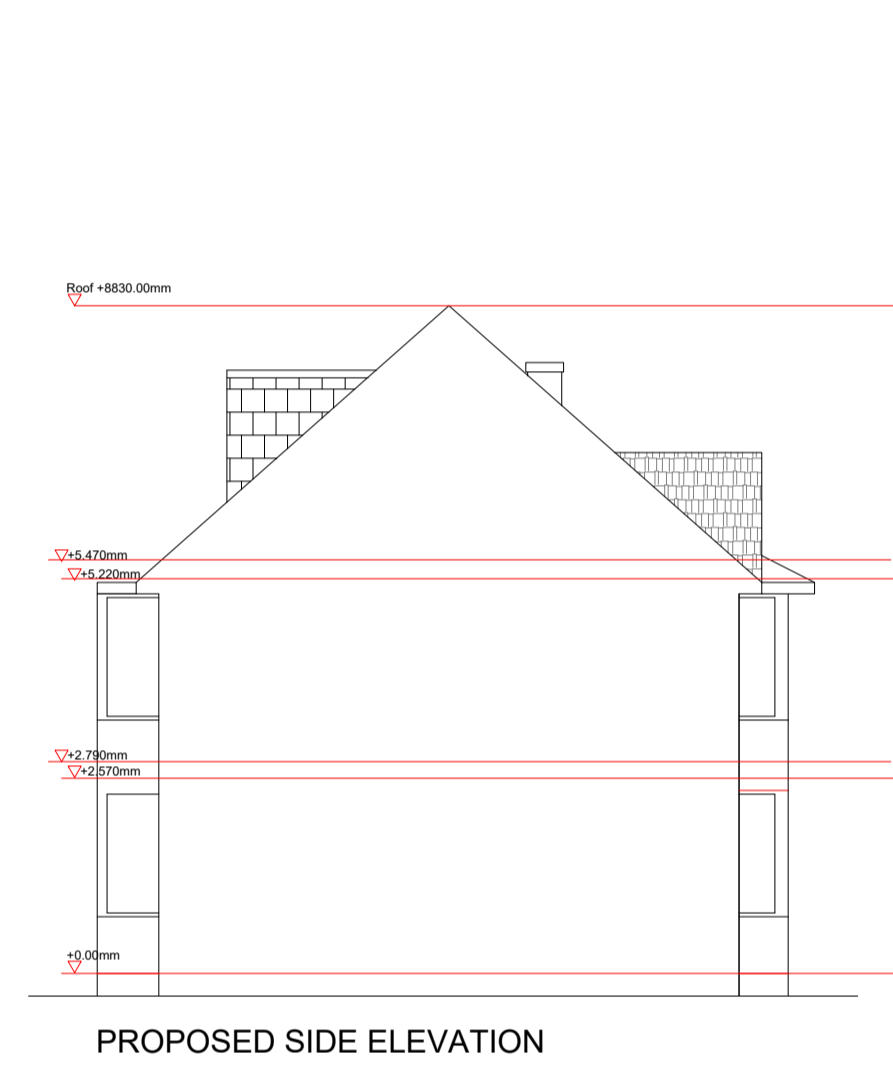 Roof +8830.00mm
+5.470mm
+5.220mm
+2.790mm
+2.570mm
+0.00mm
PROPOSED SIDE ELEVATION